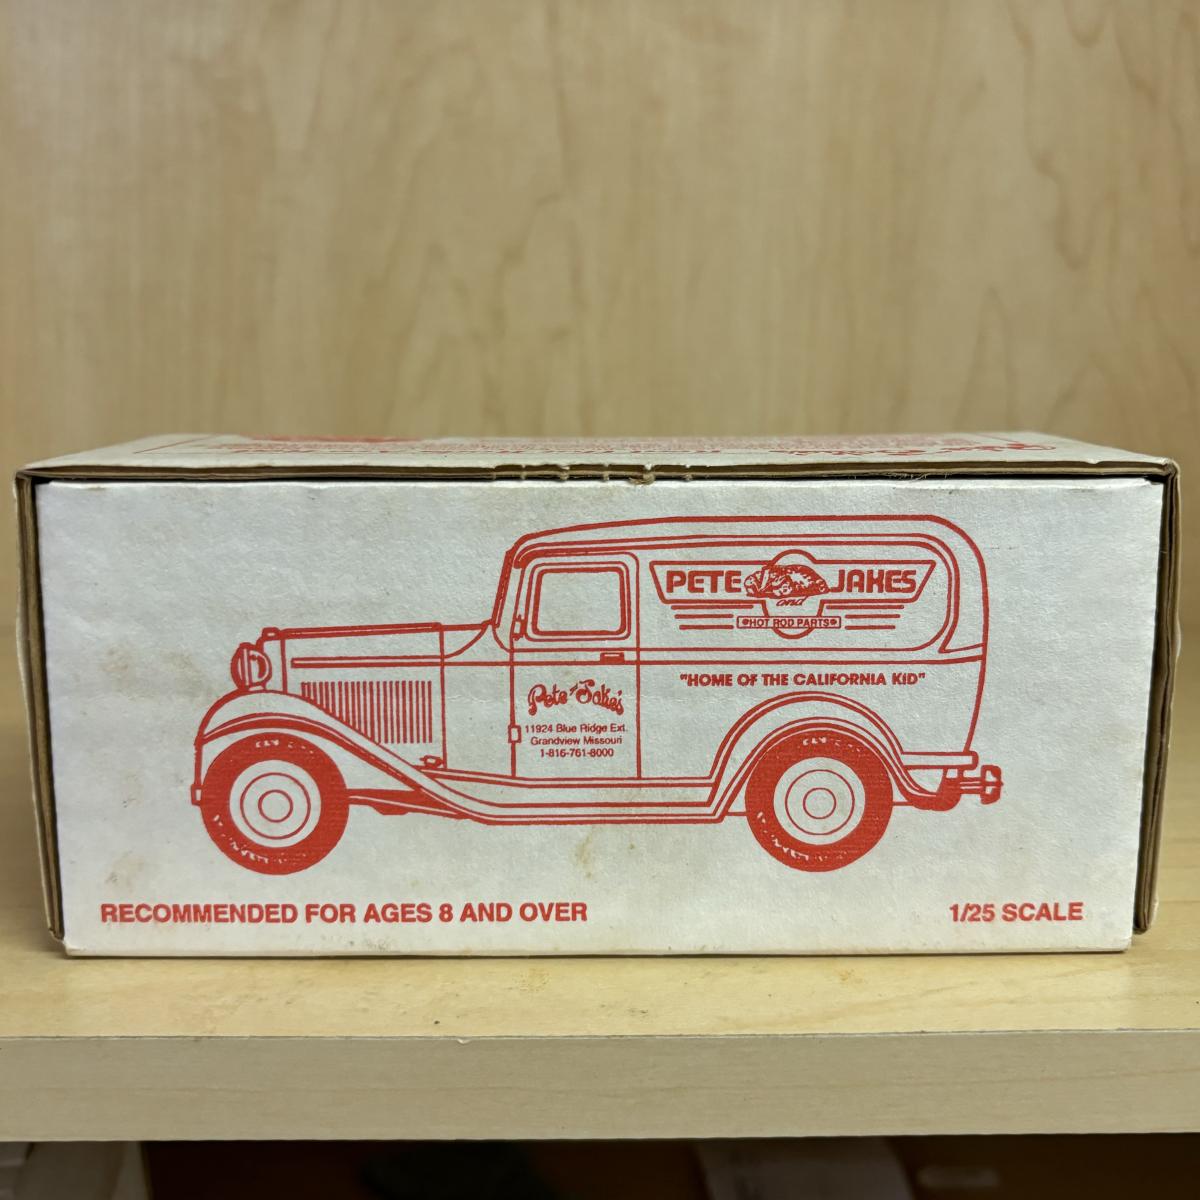 PETE and JAKES
HOT ROD PARTS
"HOME OF THE CALIFORNIA KID"
Pete and Jake's
11924 Blue Ridge Ext.
Grandview Missouri
1-816-761-8000
RECOMMENDED FOR AGES 8 AND OVER
1/25 SCALE